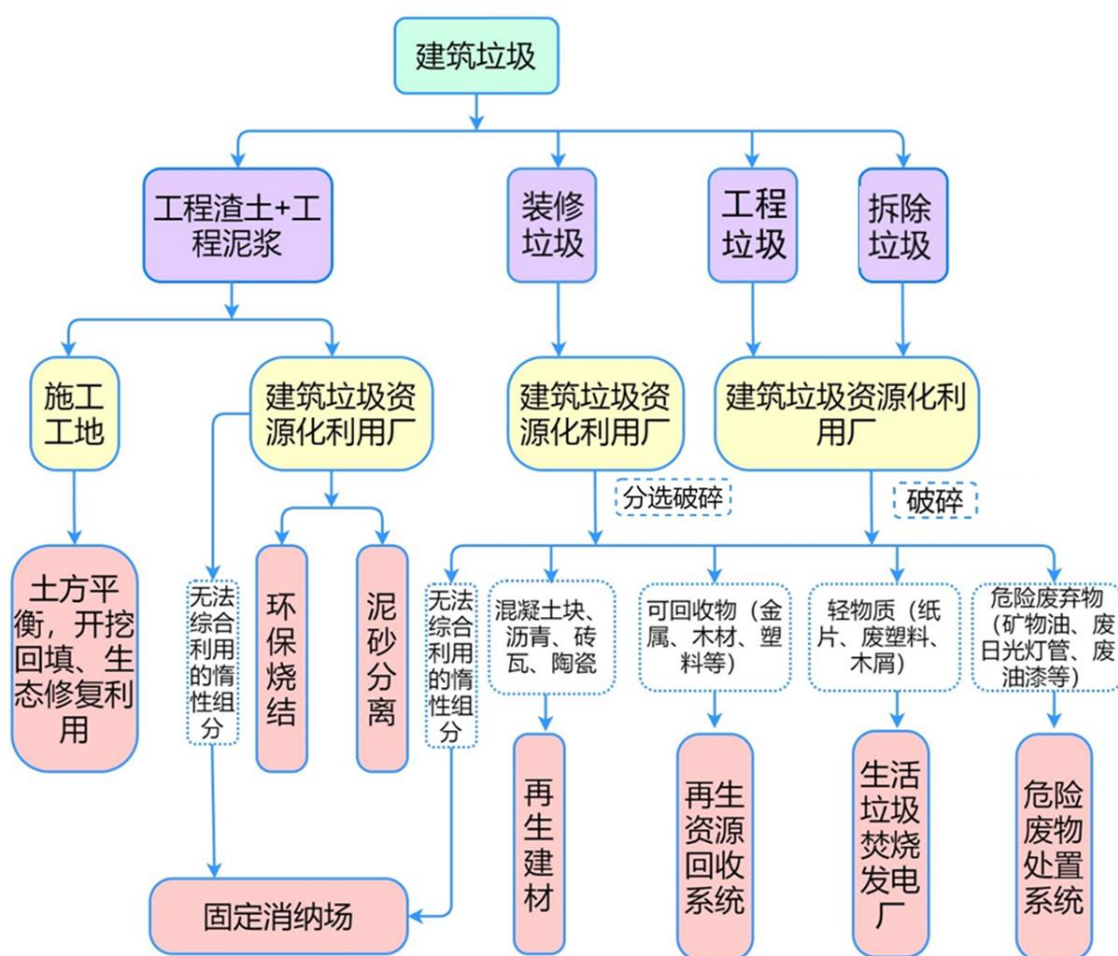 建筑垃圾
工程渣土+工
程泥浆
装修
垃圾
工程
垃圾
拆除
垃圾
施工
工地
建筑垃圾资
源化利用厂
建筑垃圾资
源化利用厂
建筑垃圾资源化利
用厂
分选破碎
破碎
土方平
衡，开挖
回填、生
态修复利
用
无法
综合
利用
的惰
性组
分
环
保
烧
结
泥
砂
分
离
无法
综合
利用
的惰
性组
分
混凝土块、
沥青、砖
瓦、陶瓷
可回收物（金
属、木材、塑
料等）
轻物质（纸
片、废塑料、
木屑）
危险废弃物
（矿物油、废
日光灯管、废
油漆等）
固定消纳场
再
生
建
材
再生
资源
回收
系统
生活
垃圾
焚烧
发电
厂
危险
废物
处置
系统